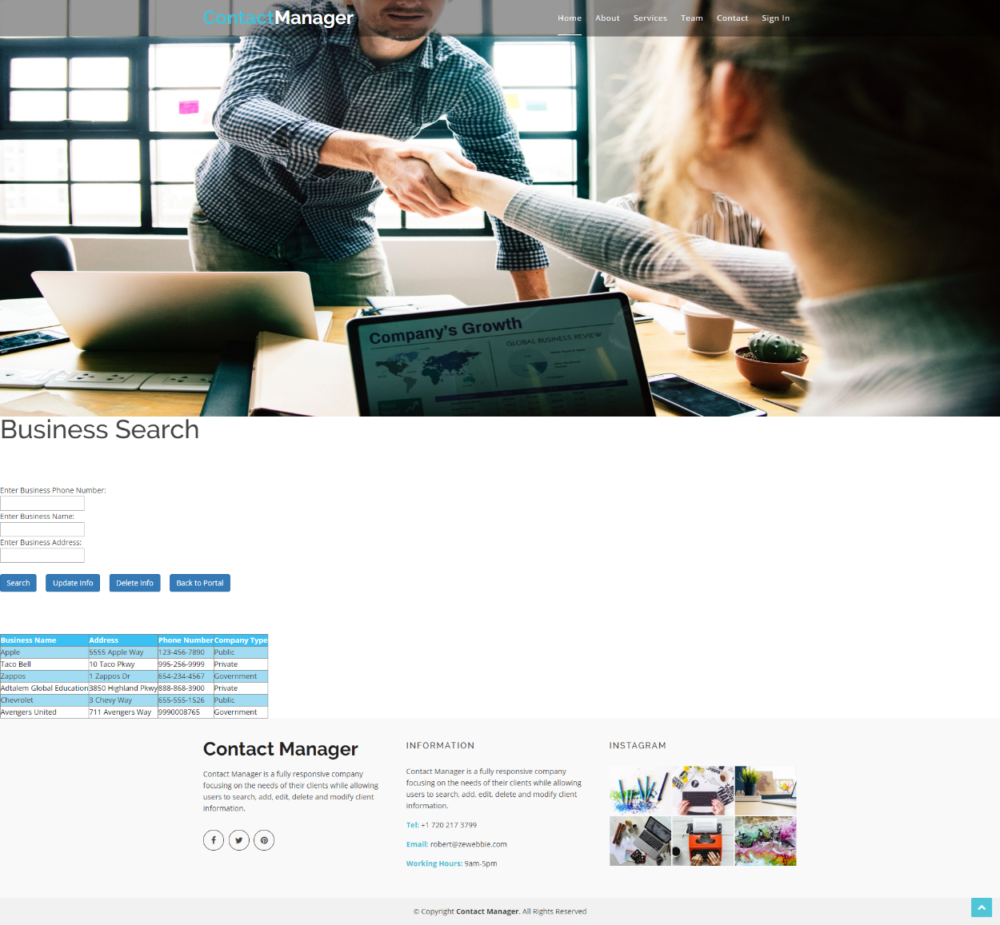 ContactManager
Home About Services Team Contact Sign In
Company's Growth
GLOBAL BUSINESS REVIEW
Business Search
Enter Business Phone Number:
Enter Business Name:
Enter Business Address:
Search Update Info Delete Info Back to Portal
Business Name Address Phone Number Company Type
Apple 5555 Apple Way 123-456-7890 Public
Taco Bell 10 Taco Pkwy 995-256-9999 Private
Zappos 1 Zappos Dr 654-234-4567 Government
Adtalem Global Education 3850 Highland Pkwy 888-868-3900 Private
Chevrolet 3 Chevy Way 655-555-1526 Public
Avengers United 711 Avengers Way 9990008765 Government
Contact Manager
Contact Manager is a fully responsive company
focusing on the needs of their clients while allowing
users to search, add, edit, delete and modify client
information.
INFORMATION
Contact Manager is a fully responsive company
focusing on the needs of their clients while allowing
users to search, add, edit, delete and modify client
information.
Tel: +1 720 217 3799
Email: robert@zewebbie.com
Working Hours: 9am-5pm
INSTAGRAM
© Copyright Contact Manager. All Rights Reserved